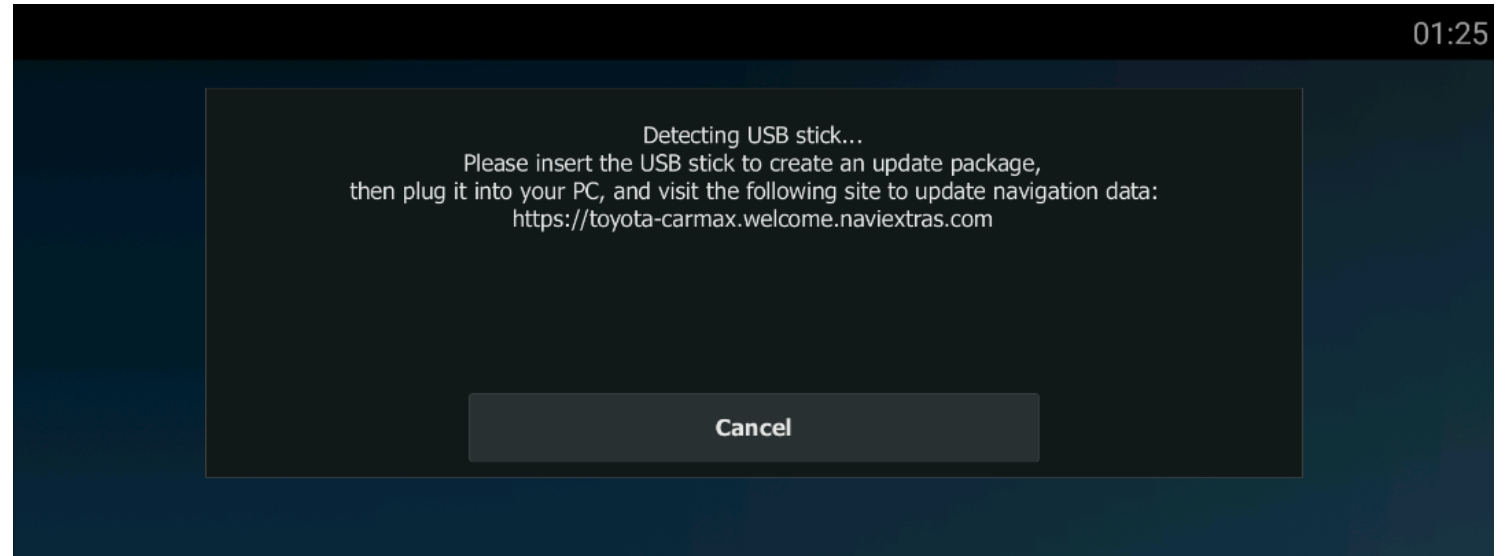 01:25
Detecting USB stick...
Please insert the USB stick to create an update package,
then plug it into your PC, and visit the following site to update navigation data:
https://toyota-carmax.welcome.naviextras.com
Cancel